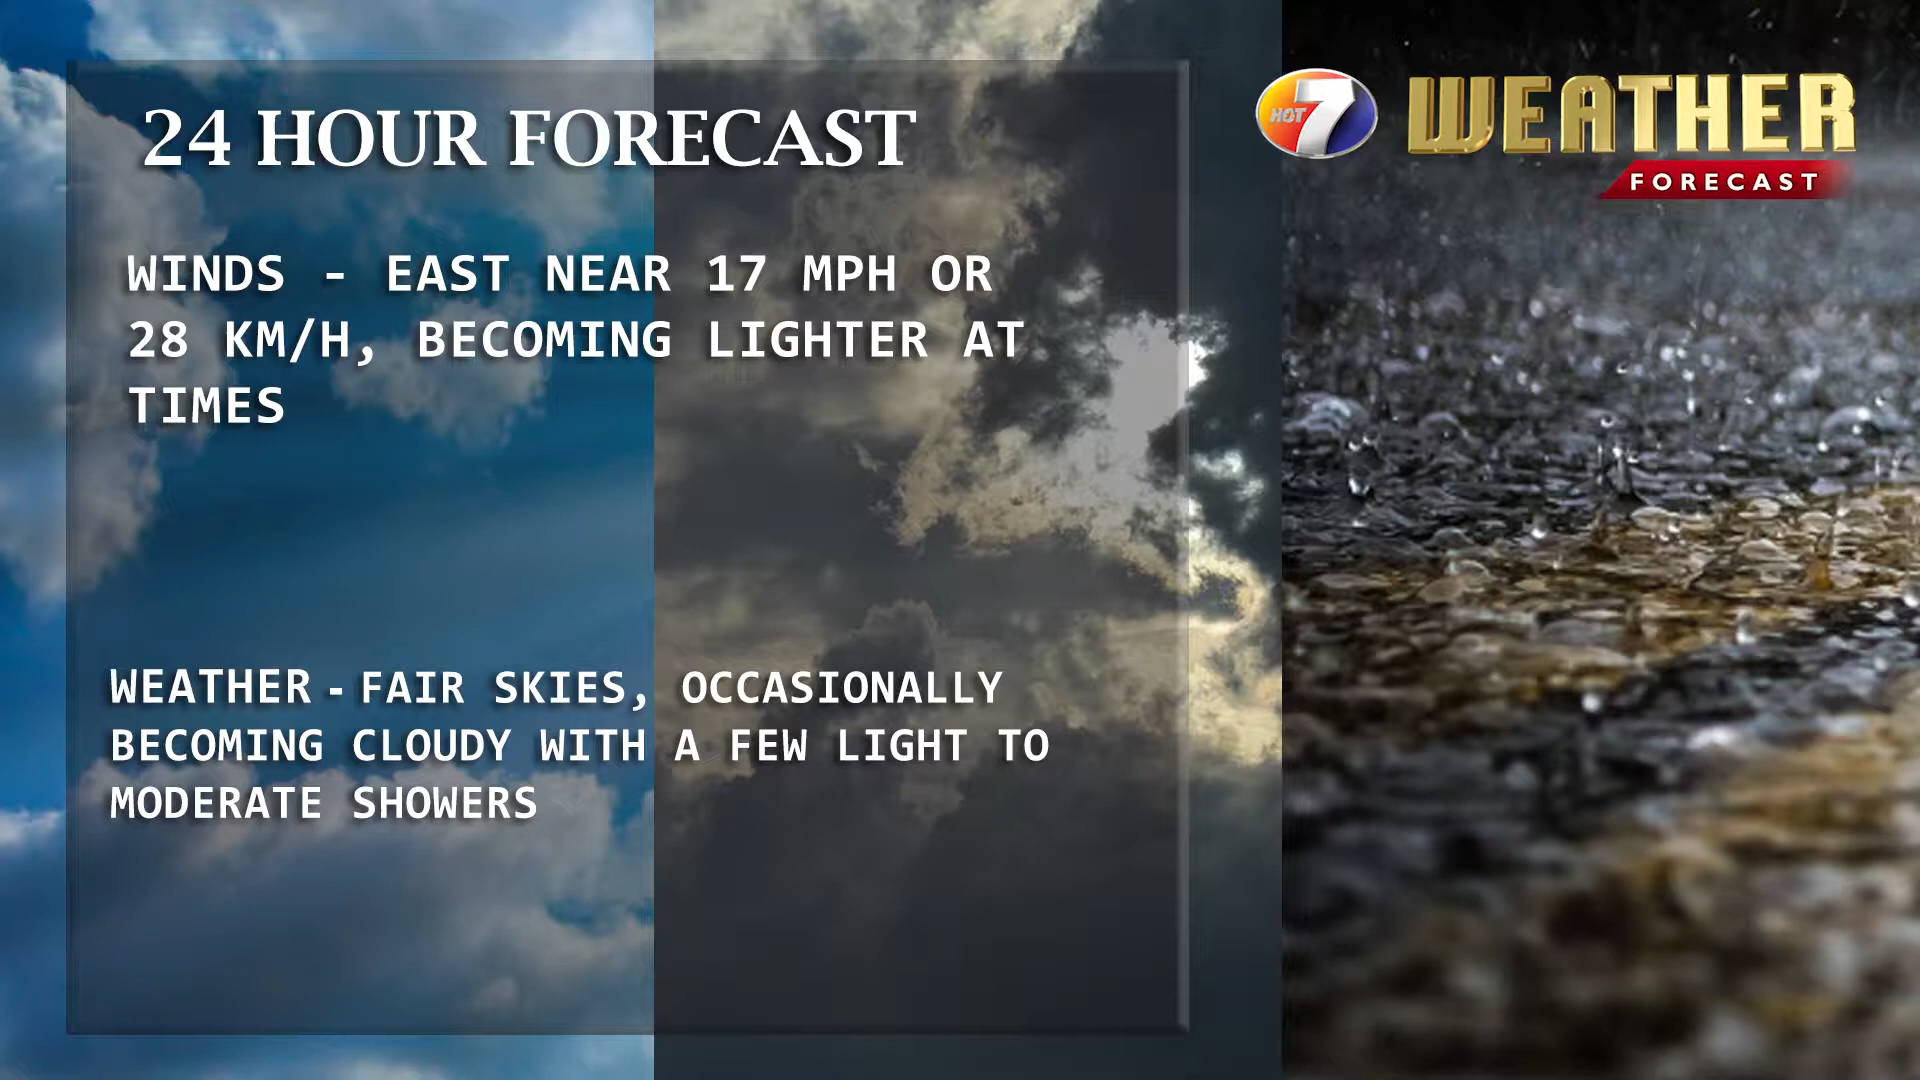 24 HOUR FORECAST
HOT 7 WEATHER
FORECAST
WINDS - EAST NEAR 17 MPH OR
28 KM/H, BECOMING LIGHTER AT
TIMES
WEATHER - FAIR SKIES, OCCASIONALLY
BECOMING CLOUDY WITH A FEW LIGHT TO
MODERATE SHOWERS